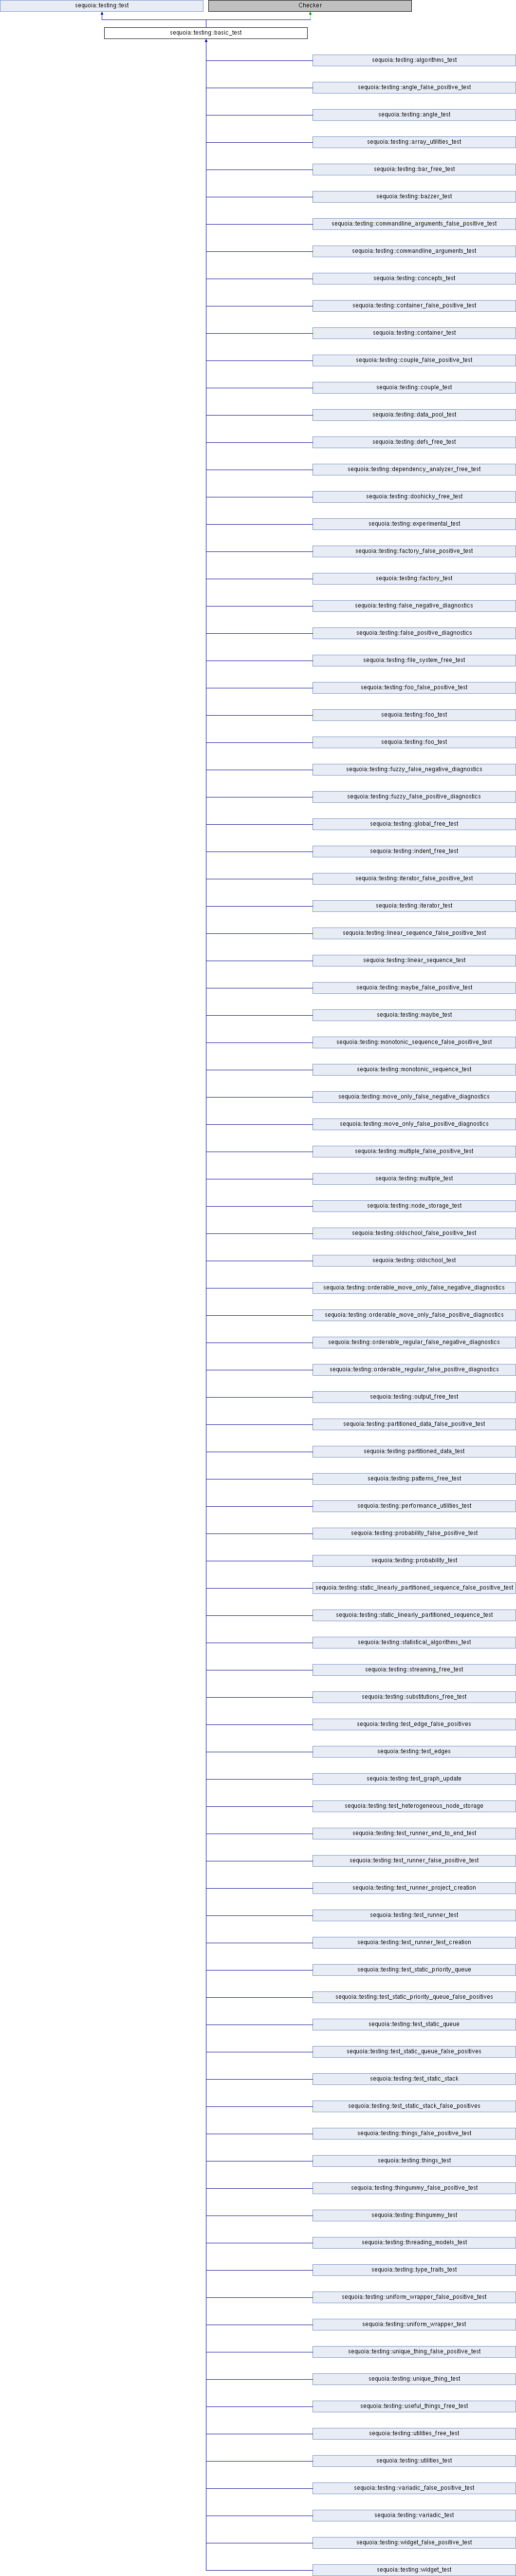 sequoia::testing::test
Checker
sequoia::testing::basic_test
sequoia::testing::algorithms_test
sequoia::testing::angle_false_positive_test
sequoia::testing::angle_test
sequoia::testing::array_utilities_test
sequoia::testing::bar_free_test
sequoia::testing::bazzer_test
sequoia::testing::commandline_arguments_false_positive_test
sequoia::testing::commandline_arguments_test
sequoia::testing::concepts_test
sequoia::testing::container_false_positive_test
sequoia::testing::container_test
sequoia::testing::couple_false_positive_test
sequoia::testing::couple_test
sequoia::testing::data_pool_test
sequoia::testing::defs_free_test
sequoia::testing::dependency_analyzer_free_test
sequoia::testing::doohicky_free_test
sequoia::testing::experimental_test
sequoia::testing::factory_false_positive_test
sequoia::testing::factory_test
sequoia::testing::false_negative_diagnostics
sequoia::testing::false_positive_diagnostics
sequoia::testing::file_system_free_test
sequoia::testing::foo_false_positive_test
sequoia::testing::foo_test
sequoia::testing::foo_test
sequoia::testing::fuzzy_false_negative_diagnostics
sequoia::testing::fuzzy_false_positive_diagnostics
sequoia::testing::global_free_test
sequoia::testing::indent_free_test
sequoia::testing::iterator_false_positive_test
sequoia::testing::iterator_test
sequoia::testing::linear_sequence_false_positive_test
sequoia::testing::linear_sequence_test
sequoia::testing::maybe_false_positive_test
sequoia::testing::maybe_test
sequoia::testing::monotonic_sequence_false_positive_test
sequoia::testing::monotonic_sequence_test
sequoia::testing::move_only_false_negative_diagnostics
sequoia::testing::move_only_false_positive_diagnostics
sequoia::testing::multiple_false_positive_test
sequoia::testing::multiple_test
sequoia::testing::node_storage_test
sequoia::testing::oldschool_false_positive_test
sequoia::testing::oldschool_test
sequoia::testing::orderable_move_only_false_negative_diagnostics
sequoia::testing::orderable_move_only_false_positive_diagnostics
sequoia::testing::orderable_regular_false_negative_diagnostics
sequoia::testing::orderable_regular_false_positive_diagnostics
sequoia::testing::output_free_test
sequoia::testing::partitioned_data_false_positive_test
sequoia::testing::partitioned_data_test
sequoia::testing::patterns_free_test
sequoia::testing::performance_utilities_test
sequoia::testing::probability_false_positive_test
sequoia::testing::probability_test
sequoia::testing::static_linearly_partitioned_sequence_false_positive_test
sequoia::testing::static_linearly_partitioned_sequence_test
sequoia::testing::statistical_algorithms_test
sequoia::testing::streaming_free_test
sequoia::testing::substitutions_free_test
sequoia::testing::test_edge_false_positives
sequoia::testing::test_edges
sequoia::testing::test_graph_update
sequoia::testing::test_heterogeneous_node_storage
sequoia::testing::test_runner_end_to_end_test
sequoia::testing::test_runner_false_positive_test
sequoia::testing::test_runner_project_creation
sequoia::testing::test_runner_test
sequoia::testing::test_runner_test_creation
sequoia::testing::test_static_priority_queue
sequoia::testing::test_static_priority_queue_false_positives
sequoia::testing::test_static_queue
sequoia::testing::test_static_queue_false_positives
sequoia::testing::test_static_stack
sequoia::testing::test_static_stack_false_positives
sequoia::testing::things_false_positive_test
sequoia::testing::things_test
sequoia::testing::thingummy_false_positive_test
sequoia::testing::thingummy_test
sequoia::testing::threading_models_test
sequoia::testing::type_traits_test
sequoia::testing::uniform_wrapper_false_positive_test
sequoia::testing::uniform_wrapper_test
sequoia::testing::unique_thing_false_positive_test
sequoia::testing::unique_thing_test
sequoia::testing::useful_things_free_test
sequoia::testing::utilities_free_test
sequoia::testing::utilities_test
sequoia::testing::variadic_false_positive_test
sequoia::testing::variadic_test
sequoia::testing::widget_false_positive_test
sequoia::testing::widget_test